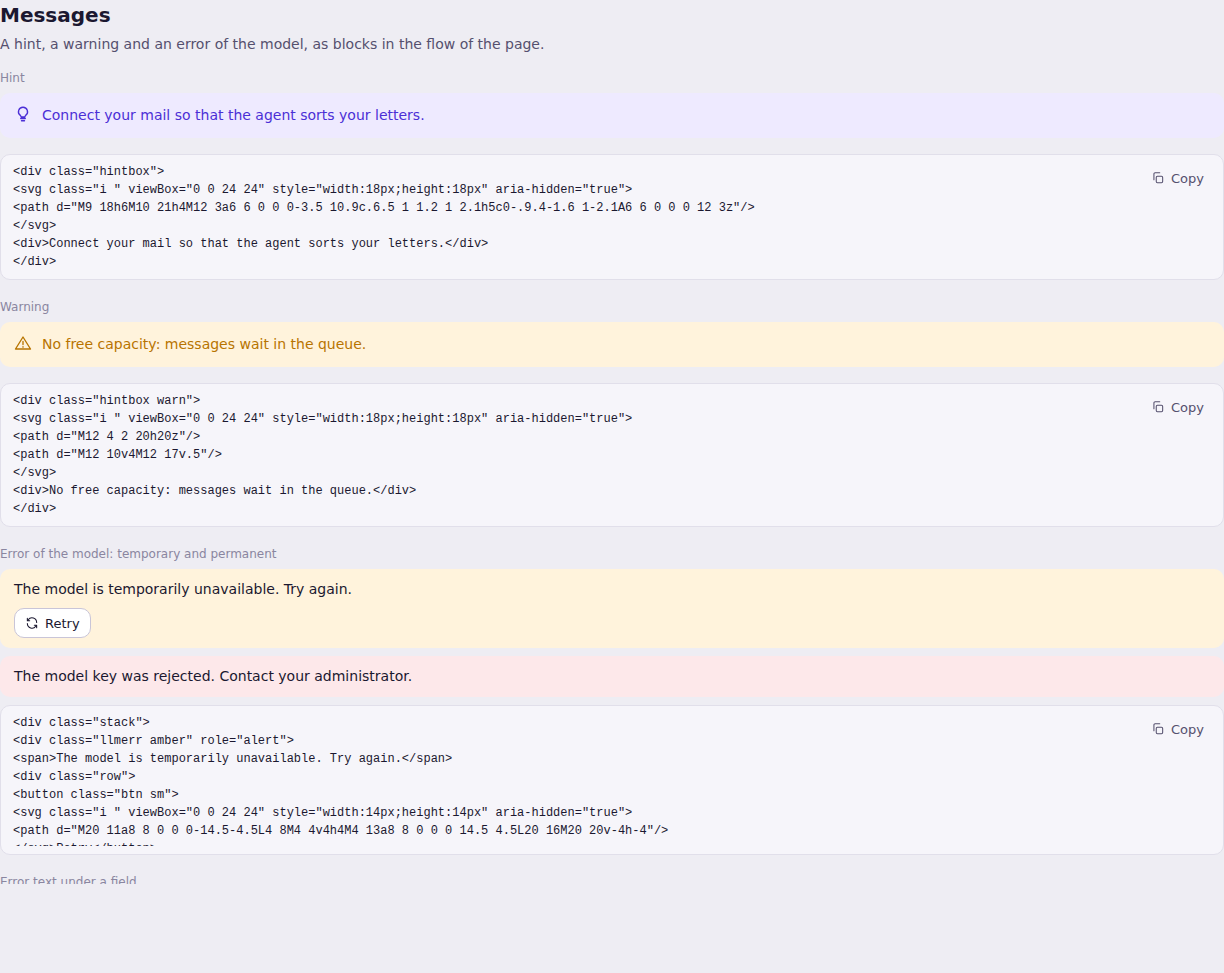 Messages
A hint, a warning and an error of the model, as blocks in the flow of the page.
Hint
Connect your mail so that the agent sorts your letters.
<div class="hintbox">
Copy
<svg class="i " viewBox="0 0 24 24" style="width:18px;height:18px" aria-hidden="true">
<path d="M9 18h6M10 21h4M12 3a6 6 0 0 0-3.5 10.9c.6.5 1 1.2 1 2.1h5c0-.9.4-1.6 1-2.1A6 6 0 0 0 12 3z"/>
</svg>
<div>Connect your mail so that the agent sorts your letters.</div>
</div>
Warning
No free capacity: messages wait in the queue.
<div class="hintbox warn">
Copy
<svg class="i " viewBox="0 0 24 24" style="width:18px;height:18px" aria-hidden="true">
<path d="M12 4 2 20h20z"/>
<path d="M12 10v4M12 17v.5"/>
</svg>
<div>No free capacity: messages wait in the queue.</div>
</div>
Error of the model: temporary and permanent
The model is temporarily unavailable. Try again.
Retry
The model key was rejected. Contact your administrator.
<div class="stack">
Copy
<div class="llmerr amber" role="alert">
<span>The model is temporarily unavailable. Try again.</span>
<div class="row">
<button class="btn sm">
<svg class="i " viewBox="0 0 24 24" style="width:14px;height:14px" aria-hidden="true">
<path d="M20 11a8 8 0 0 0-14.5-4.5L4 8M4 4v4h4M4 13a8 8 0 0 0 14.5 4.5L20 16M20 20v-4h-4"/>
</svg>Retry</button>
Error text under a field